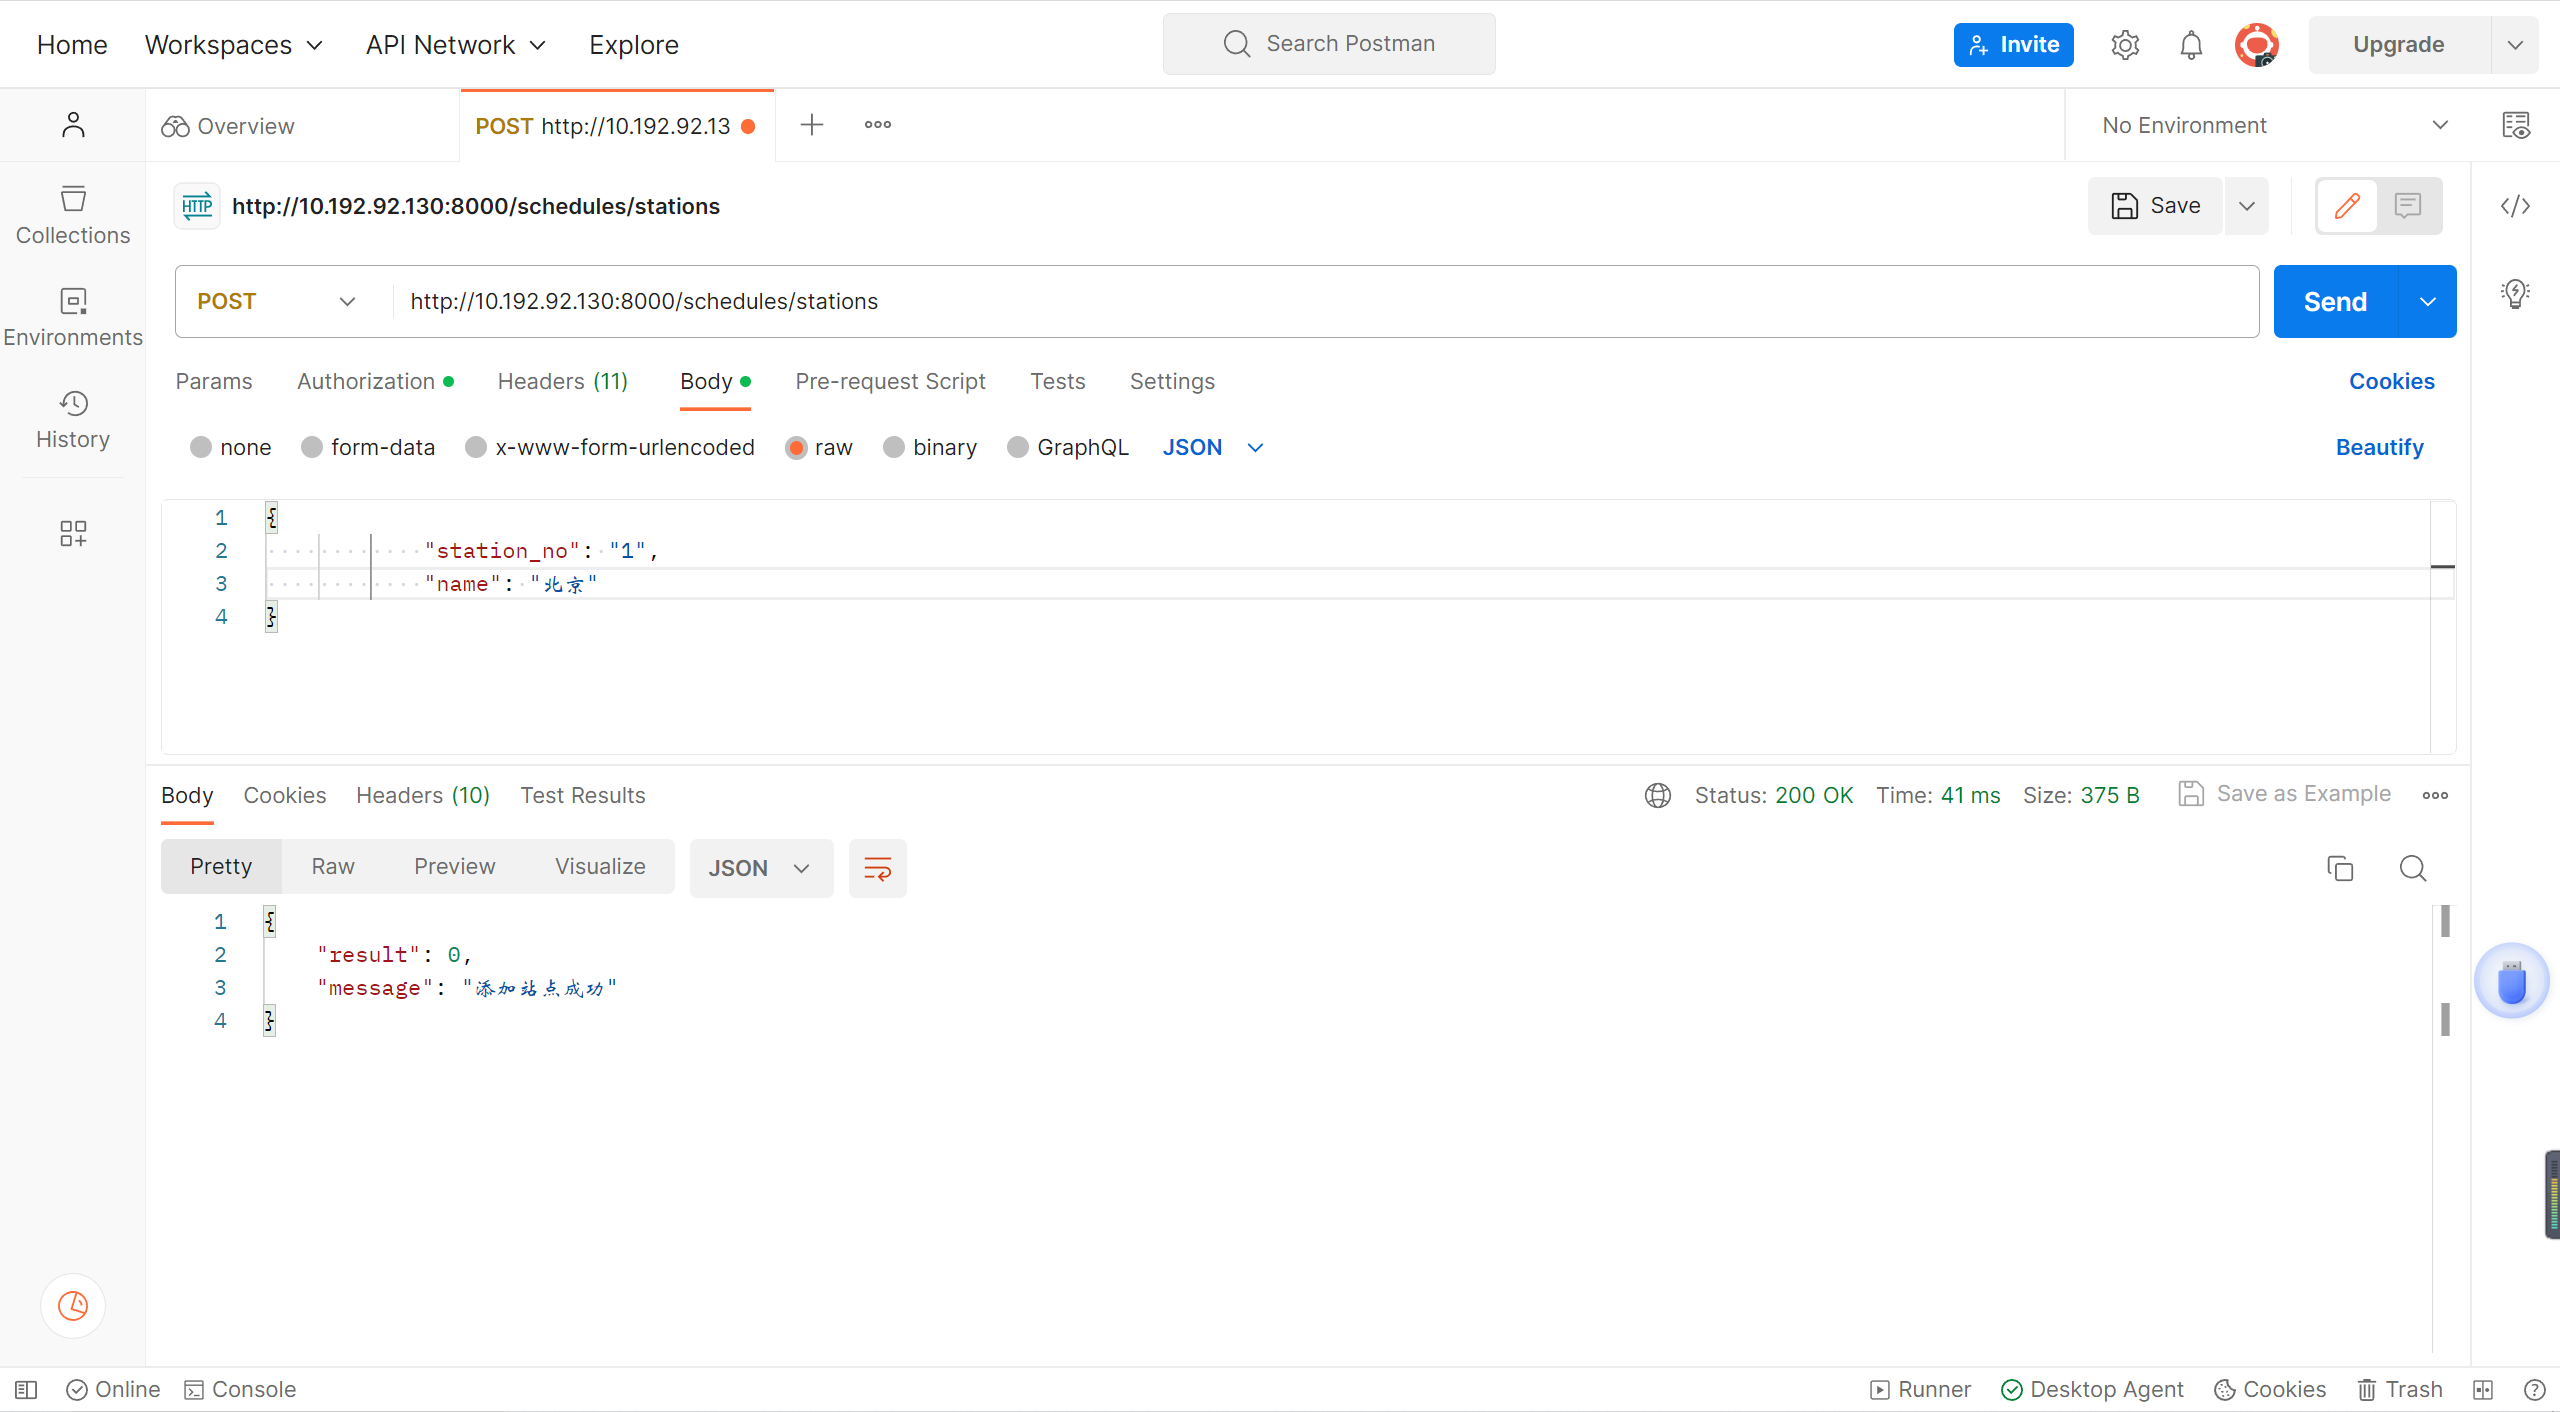 Home Workspaces API Network Explore Search Postman Invite Upgrade
Overview POST http://10.192.92.13 No Environment
HTTP http://10.192.92.130:8000/schedules/stations Save
Collections
POST http://10.192.92.130:8000/schedules/stations Send
Environments
Params Authorization Headers (11) Body Pre-request Script Tests Settings Cookies
History
none form-data x-www-form-urlencoded raw binary GraphQL JSON Beautify
1 {
2 "station_no": "1",
3 "name": "北京"
4 }
Body Cookies Headers (10) Test Results Status: 200 OK Time: 41 ms Size: 375 B Save as Example
Pretty Raw Preview Visualize JSON
1 {
2 "result": 0,
3 "message": "添加站点成功"
4 }
Online Console Runner Desktop Agent Cookies Trash